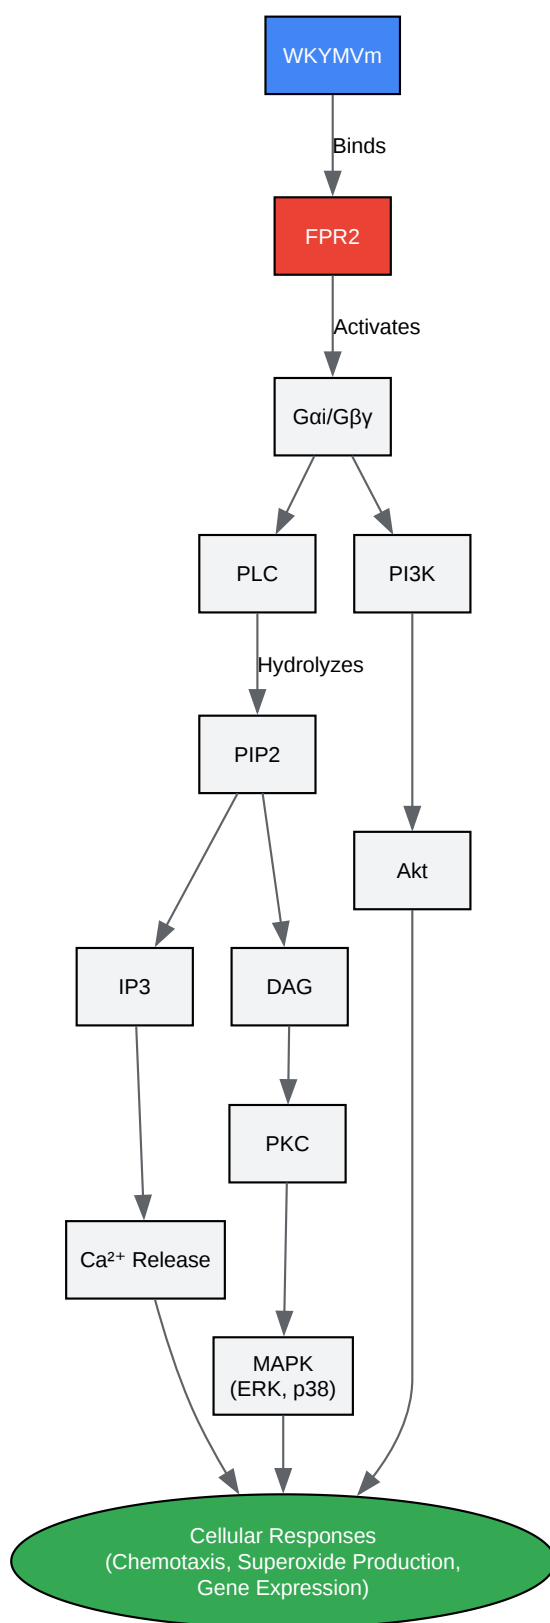 WKYMVm
Binds
FPR2
Activates
Gαi/Gβγ
PLC
PI3K
Hydrolyzes
PIP2
Akt
IP3
DAG
PKC
Ca²⁺ Release
MAPK
(ERK, p38)
Cellular Responses
(Chemotaxis, Superoxide Production,
Gene Expression)